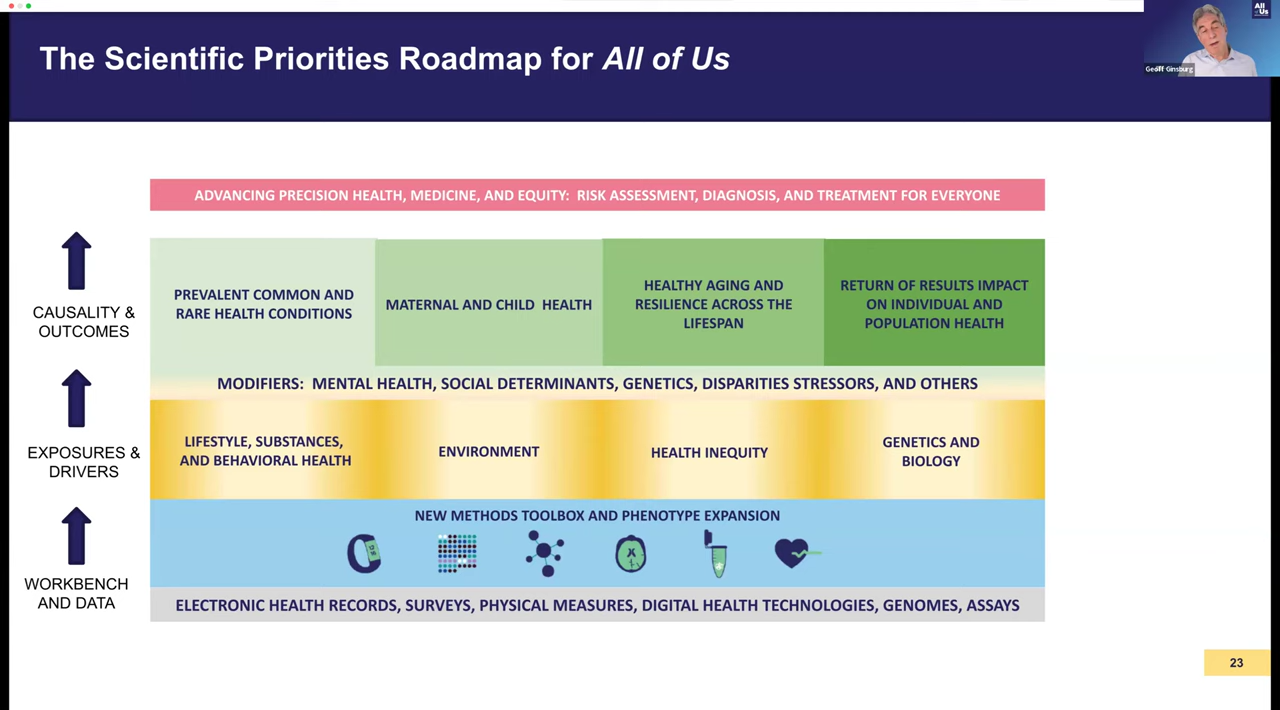 All
of Us
Geoff Ginsburg
The Scientific Priorities Roadmap for All of Us
ADVANCING PRECISION HEALTH, MEDICINE, AND EQUITY: RISK ASSESSMENT, DIAGNOSIS, AND TREATMENT FOR EVERYONE
CAUSALITY &
OUTCOMES
PREVALENT COMMON AND
RARE HEALTH CONDITIONS
MATERNAL AND CHILD HEALTH
HEALTHY AGING AND
RESILIENCE ACROSS THE
LIFESPAN
RETURN OF RESULTS IMPACT
ON INDIVIDUAL AND
POPULATION HEALTH
MODIFIERS: MENTAL HEALTH, SOCIAL DETERMINANTS, GENETICS, DISPARITIES STRESSORS, AND OTHERS
EXPOSURES &
DRIVERS
LIFESTYLE, SUBSTANCES,
AND BEHAVIORAL HEALTH
ENVIRONMENT
HEALTH INEQUITY
GENETICS AND
BIOLOGY
WORKBENCH
AND DATA
NEW METHODS TOOLBOX AND PHENOTYPE EXPANSION
ELECTRONIC HEALTH RECORDS, SURVEYS, PHYSICAL MEASURES, DIGITAL HEALTH TECHNOLOGIES, GENOMES, ASSAYS
23